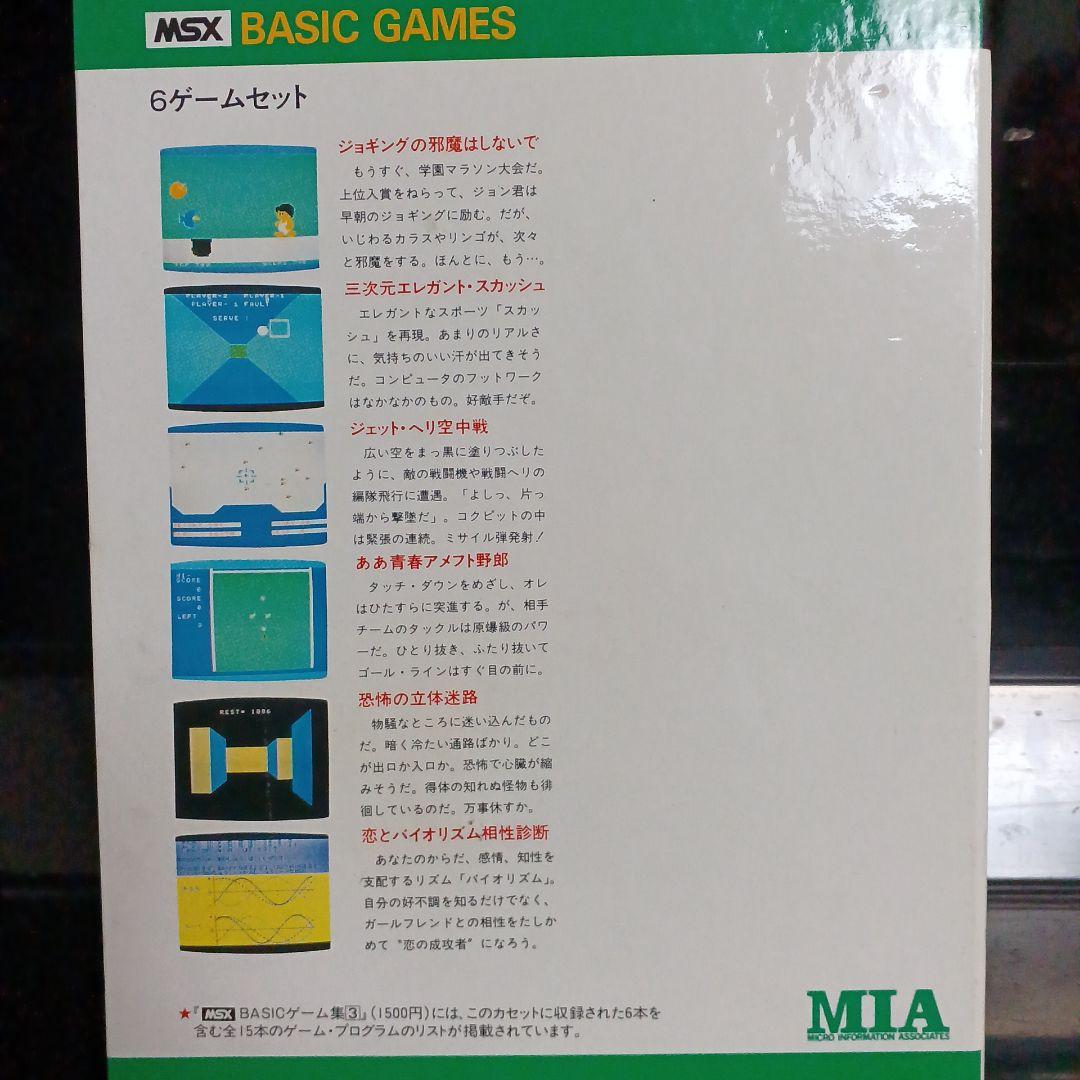 MSX BASIC GAMES
6ゲームセット
ジョギングの邪魔はしないで
もうすぐ、学園マラソン大会だ。
上位入賞をねらって、ジョン君は
早朝のジョギングに励む。だが、
いじわるカラスやリンゴが、次々
と邪魔をする。ほんとに、もう…。
PLAYER-2 PLAYER-1
PLAYER-1 FAULT
SERVE !
三次元エレガント・スカッシュ
エレガントなスポーツ「スカッ
シュ」を再現。あまりのリアルさ
に、気持ちのいい汗が出てきそう
だ。コンピュータのフットワーク
はなかなかのもの。好敵手だぞ。
ジェット・ヘリ空中戦
広い空をまっ黒に塗りつぶした
ように、敵の戦闘機や戦闘ヘリの
編隊飛行に遭遇。「よしっ、片っ
端から撃墜だ」。コクピットの中
は緊張の連続。ミサイル弾発射！
HI-
SCORE
0
SCORE
0
LEFT
ああ青春アメフト野郎
タッチ・ダウンをめざし、オレ
はひたすらに突進する。が、相手
チームのタックルは原爆級のパワ
ーだ。ひとり抜き、ふたり抜いて
ゴール・ラインはすぐ目の前に。
REST= 1886
恐怖の立体迷路
物騒なところに迷い込んだもの
だ。暗く冷たい通路ばかり。どこ
が出口か入口か。恐怖で心臓が縮
みそうだ。得体の知れぬ怪物も徘
徊しているのだ。万事休すか。
恋とバイオリズム相性診断
あなたのからだ、感情、知性を
支配するリズム「バイオリズム」。
自分の好不調を知るだけでなく、
ガールフレンドとの相性をたしか
めて“恋の成攻者”になろう。
★『MSX BASICゲーム集3』(1500円)には、このカセットに収録された6本を
含む全15本のゲーム・プログラムのリストが掲載されています。
MIA
MICRO INFORMATION ASSOCIATES